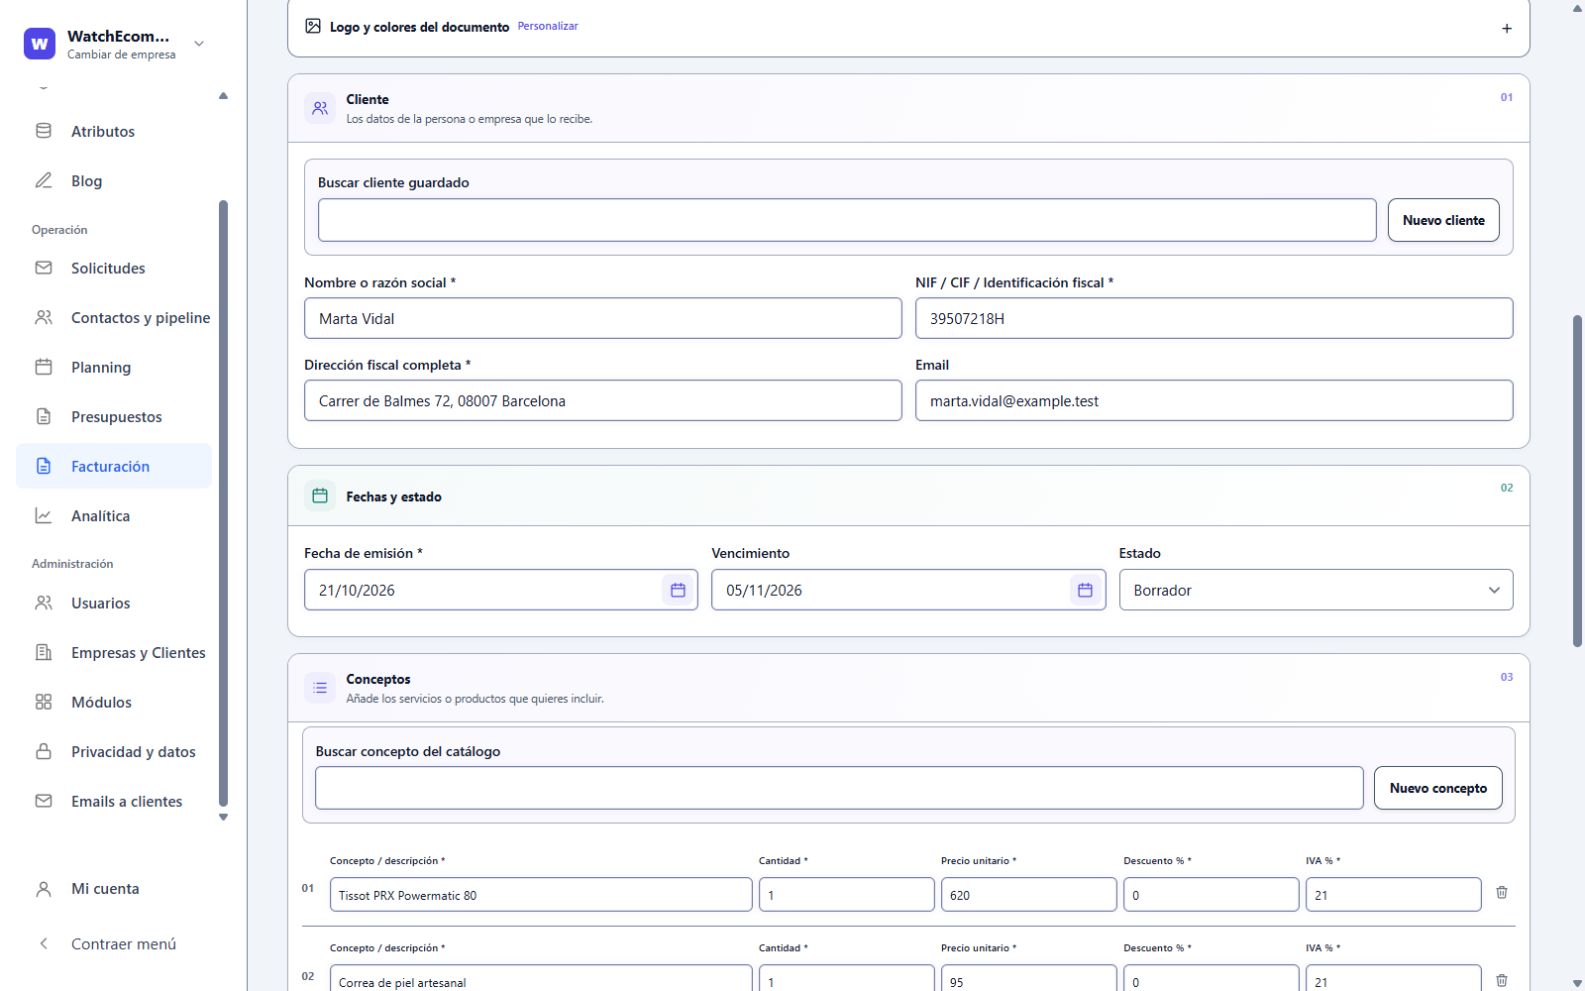 WatchEcom...
Cambiar de empresa
Atributos
Blog
Operación
Solicitudes
Contactos y pipeline
Planning
Presupuestos
Facturación
Analítica
Administración
Usuarios
Empresas y Clientes
Módulos
Privacidad y datos
Emails a clientes
Mi cuenta
Contraer menú
Logo y colores del documento Personalizar
Cliente
01
Los datos de la persona o empresa que lo recibe.
Buscar cliente guardado
Nuevo cliente
Nombre o razón social * NIF / CIF / Identificación fiscal *
Marta Vidal 39507218H
Dirección fiscal completa * Email
Carrer de Balmes 72, 08007 Barcelona marta.vidal@example.test
Fechas y estado
02
Fecha de emisión * Vencimiento Estado
21/10/2026 05/11/2026 Borrador
Conceptos
03
Añade los servicios o productos que quieres incluir.
Buscar concepto del catálogo
Nuevo concepto
Concepto / descripción * Cantidad * Precio unitario * Descuento % * IVA % *
01 Tissot PRX Powermatic 80 1 620 0 21
Concepto / descripción * Cantidad * Precio unitario * Descuento % * IVA % *
02 Correa de piel artesanal 1 95 0 21